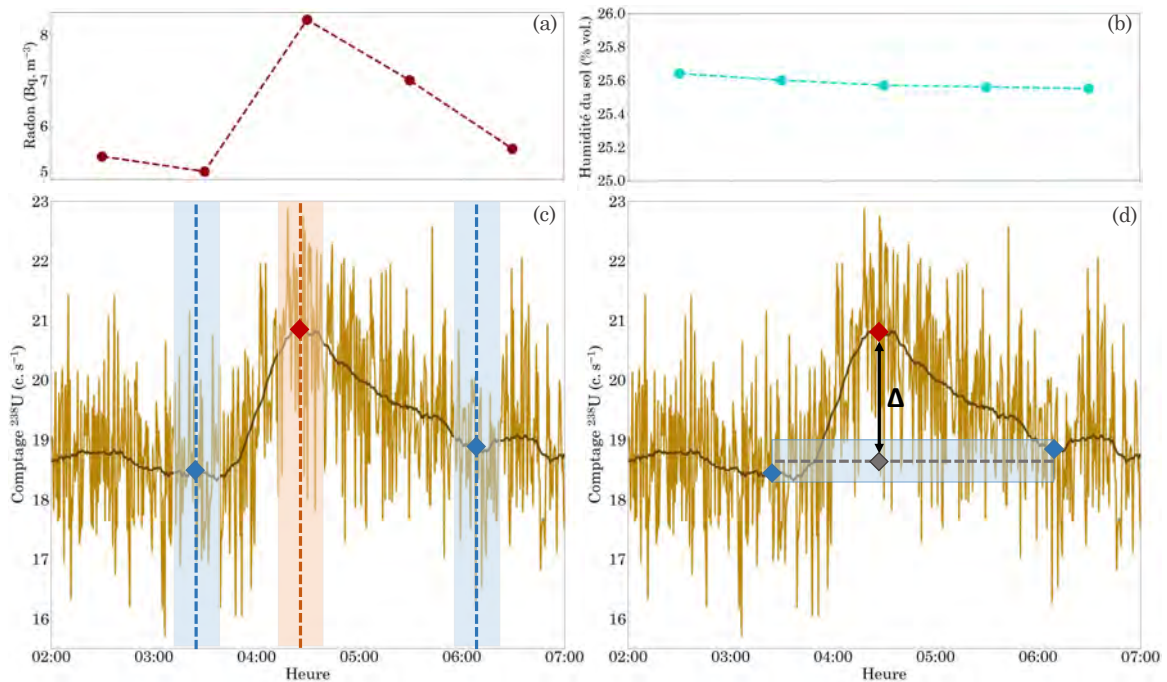 (a)
Radon (Bq. m⁻³)
8
7
6
5
(b)
Humidité du sol (% vol.)
26.0
25.8
25.6
25.4
25.2
25.0
(c)
Comptage ²³⁸U (c. s⁻¹)
23
22
21
20
19
18
17
16
02:00 03:00 04:00 05:00 06:00 07:00
Heure
(d)
Δ
Comptage ²³⁸U (c. s⁻¹)
23
22
21
20
19
18
17
16
02:00 03:00 04:00 05:00 06:00 07:00
Heure